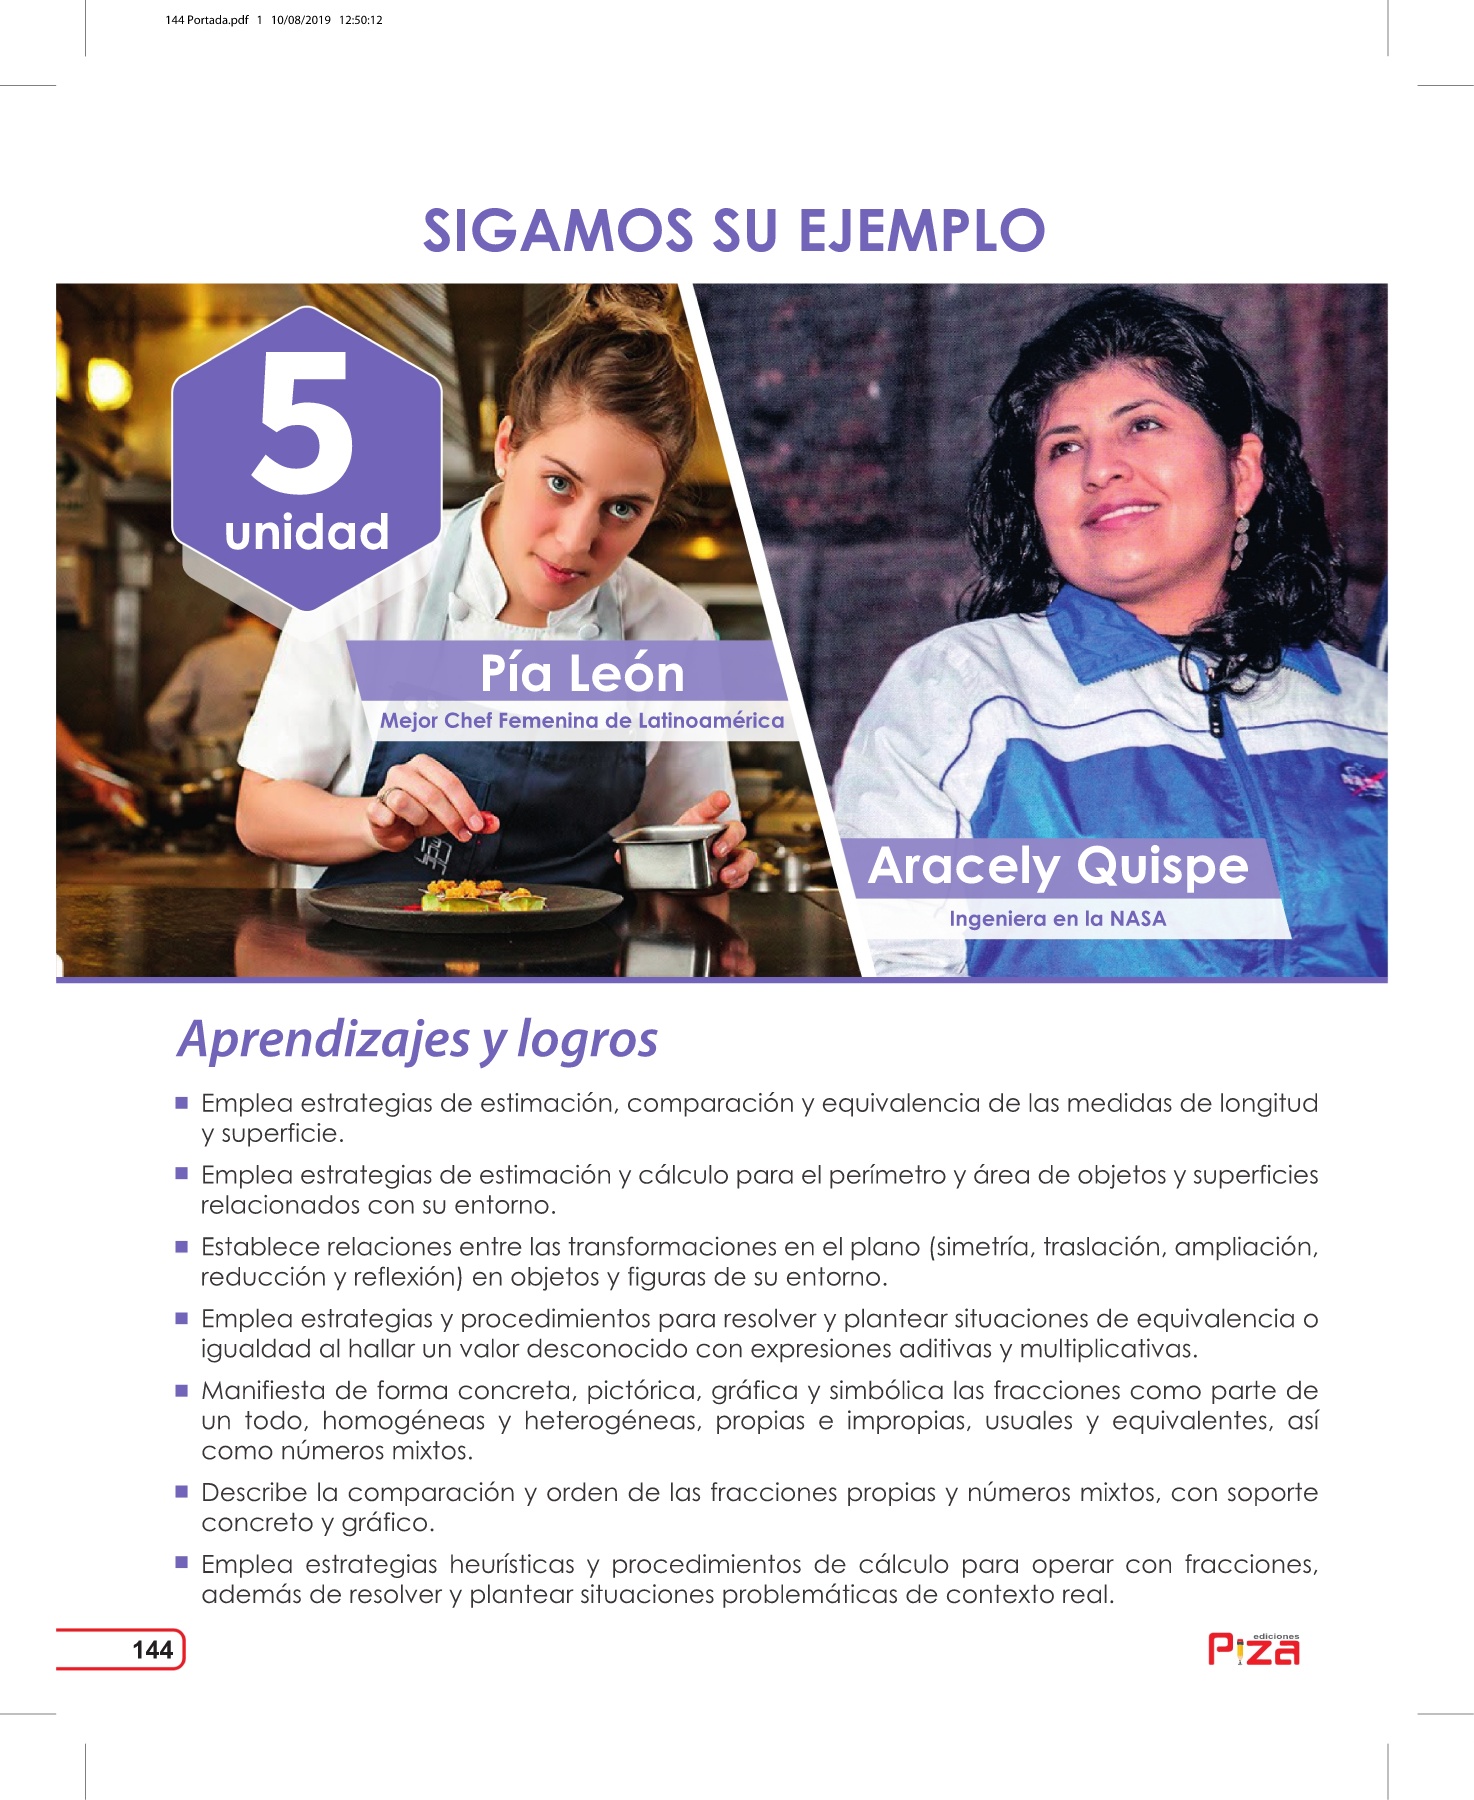 144 Portada.pdf 1 10/08/2019 12:50:12
SIGAMOS SU EJEMPLO
5
unidad
Pía León
Mejor Chef Femenina de Latinoamérica
NASA
Aracely Quispe
Ingeniera en la NASA
Aprendizajes y logros
Emplea estrategias de estimación, comparación y equivalencia de las medidas de longitud
y superficie.
Emplea estrategias de estimación y cálculo para el perímetro y área de objetos y superficies
relacionados con su entorno.
Establece relaciones entre las transformaciones en el plano (simetría, traslación, ampliación,
reducción y reflexión) en objetos y figuras de su entorno.
Emplea estrategias y procedimientos para resolver y plantear situaciones de equivalencia o
igualdad al hallar un valor desconocido con expresiones aditivas y multiplicativas.
Manifiesta de forma concreta, pictórica, gráfica y simbólica las fracciones como parte de
un todo, homogéneas y heterogéneas, propias e impropias, usuales y equivalentes, así
como números mixtos.
Describe la comparación y orden de las fracciones propias y números mixtos, con soporte
concreto y gráfico.
Emplea estrategias heurísticas y procedimientos de cálculo para operar con fracciones,
además de resolver y plantear situaciones problemáticas de contexto real.
144
ediciones
Piza